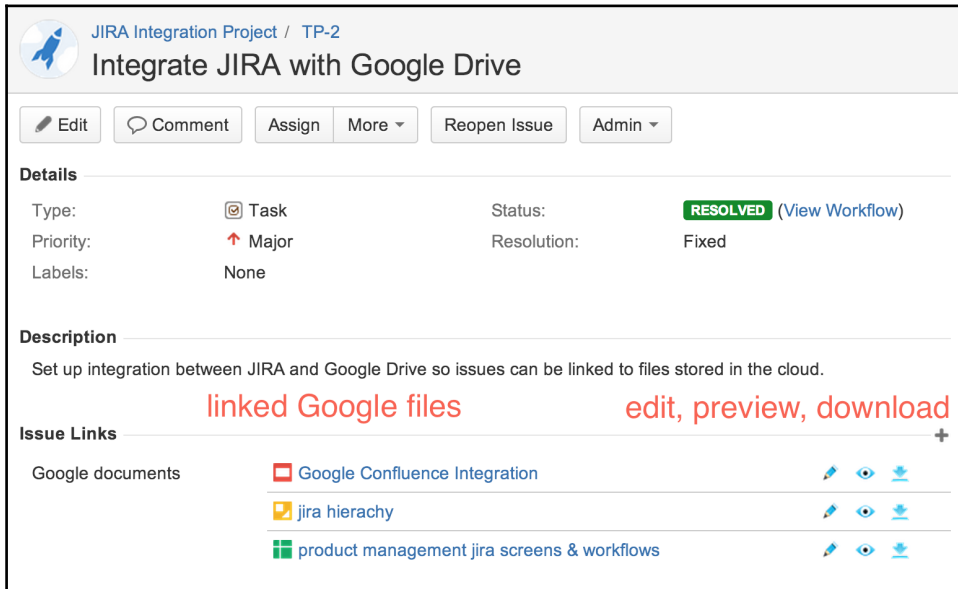 JIRA Integration Project / TP-2
Integrate JIRA with Google Drive
Edit Comment Assign More Reopen Issue Admin
Details
Type: Task Status: RESOLVED (View Workflow)
Priority: Major Resolution: Fixed
Labels: None
Description
Set up integration between JIRA and Google Drive so issues can be linked to files stored in the cloud.
linked Google files edit, preview, download
Issue Links
Google documents Google Confluence Integration
jira hierachy
product management jira screens & workflows